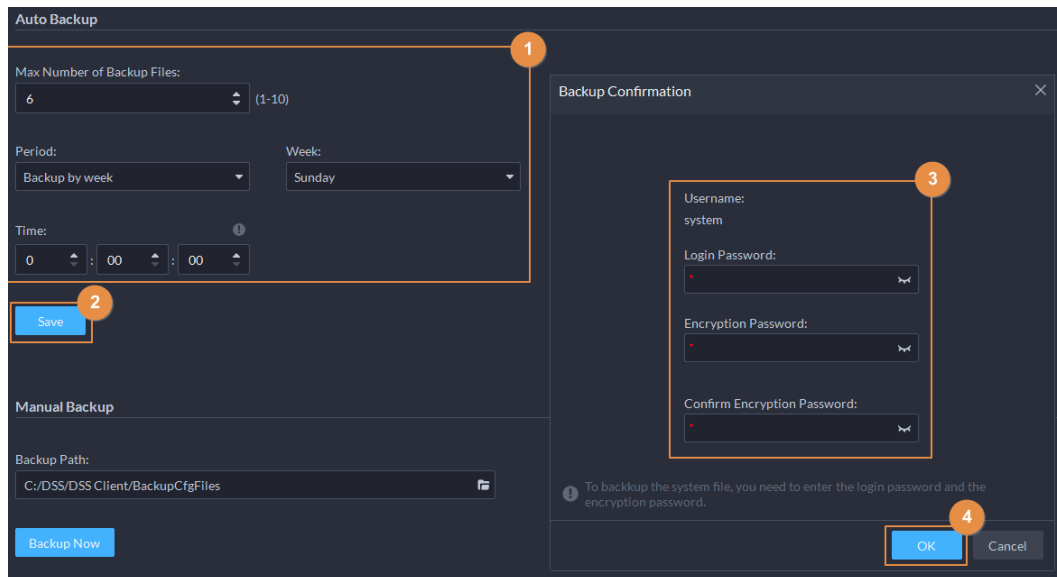 Auto Backup
1
Max Number of Backup Files:
6 (1-10)
Period: Week:
Backup by week Sunday
Time:
0 : 00 : 00
2
Save
Manual Backup
Backup Path:
C:/DSS/DSS Client/BackupCfgFiles
Backup Now
Backup Confirmation
3
Username:
system
Login Password:
*
Encryption Password:
*
Confirm Encryption Password:
*
To backkup the system file, you need to enter the login password and the
encryption password.
4
OK Cancel